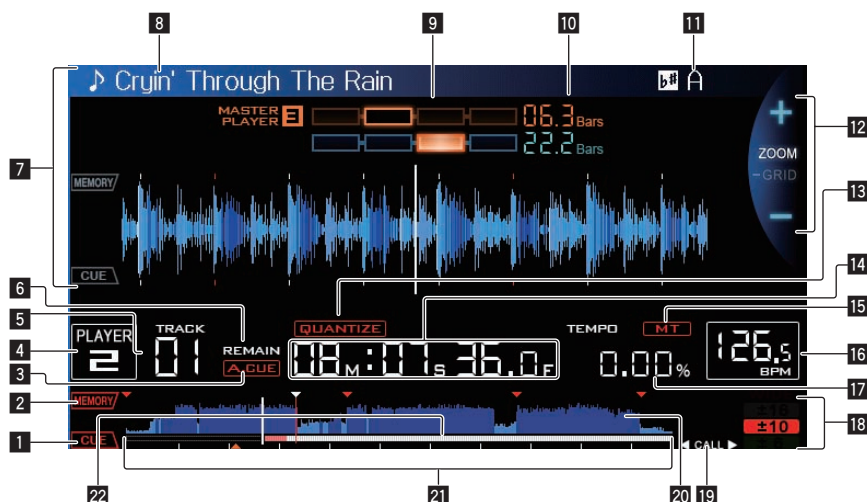 8 9 10 11
♪ Cryin' Through The Rain ♭# A
MASTER PLAYER 3 06.3 Bars
22.2 Bars
12
+
ZOOM
-GRID
−
7
MEMORY
CUE
13
14
15
6
5
4
3
2
1
PLAYER
2
TRACK
01
REMAIN
A.CUE
QUANTIZE
08M:07S 36.0F
TEMPO MT
0.00%
126.5
BPM
16
17
MEMORY
CUE
±16
±10
±6
18
◄ CALL ►
22 21 20 19